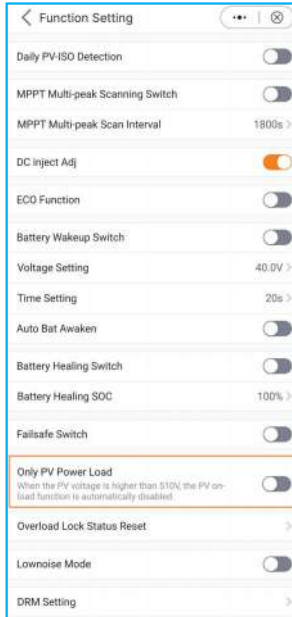 Function Setting
Daily PV-ISO Detection
MPPT Multi-peak Scanning Switch
MPPT Multi-peak Scan Interval 1800s
DC inject Adj
ECO Function
Battery Wakeup Switch
Voltage Setting 40.0V
Time Setting 20s
Auto Bat Awaken
Battery Healing Switch
Battery Healing SOC 100%
Failsafe Switch
Only PV Power Load
When the PV voltage is higher than 510V, the PV on-
load function is automatically disabled
Overload Lock Status Reset
Lownoise Mode
DRM Setting